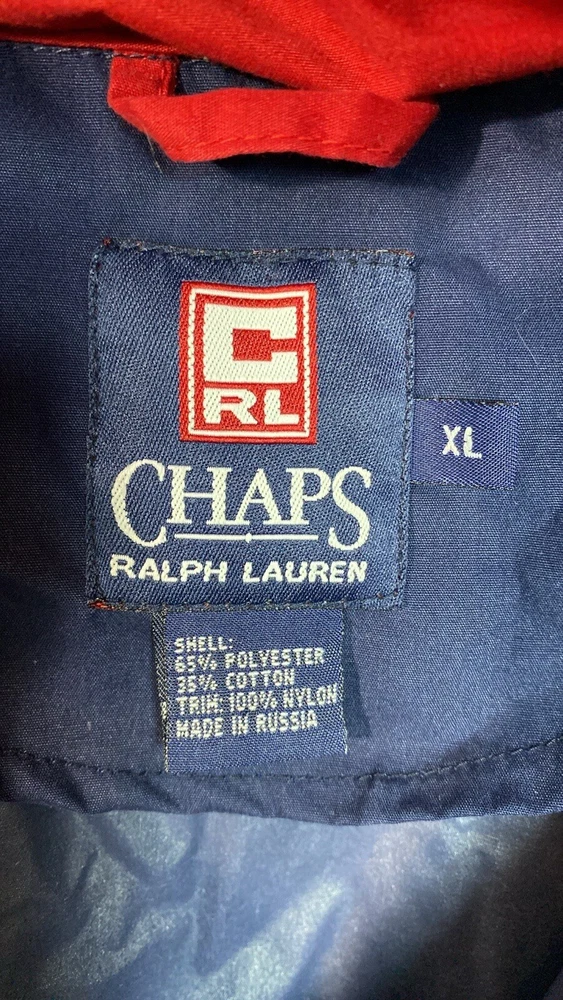 C
RL
CHAPS
RALPH LAUREN
XL
SHELL:
65% POLYESTER
35% COTTON
TRIM: 100% NYLON
MADE IN RUSSIA